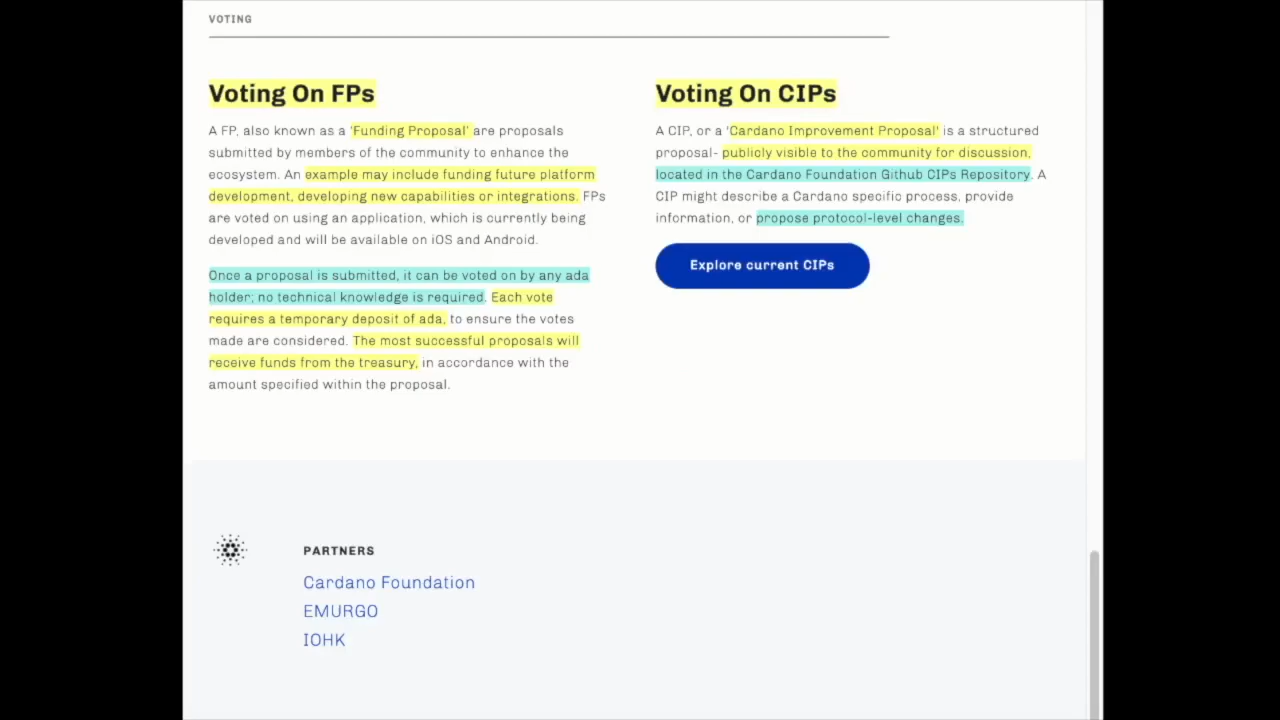 VOTING
Voting On FPs
A FP, also known as a 'Funding Proposal' are proposals
submitted by members of the community to enhance the
ecosystem. An example may include funding future platform
development, developing new capabilities or integrations. FPs
are voted on using an application, which is currently being
developed and will be available on iOS and Android.
Once a proposal is submitted, it can be voted on by any ada
holder; no technical knowledge is required. Each vote
requires a temporary deposit of ada, to ensure the votes
made are considered. The most successful proposals will
receive funds from the treasury, in accordance with the
amount specified within the proposal.
Voting On CIPs
A CIP, or a 'Cardano Improvement Proposal' is a structured
proposal- publicly visible to the community for discussion,
located in the Cardano Foundation Github CIPs Repository. A
CIP might describe a Cardano specific process, provide
information, or propose protocol-level changes.
Explore current CIPs
PARTNERS
Cardano Foundation
EMURGO
IOHK